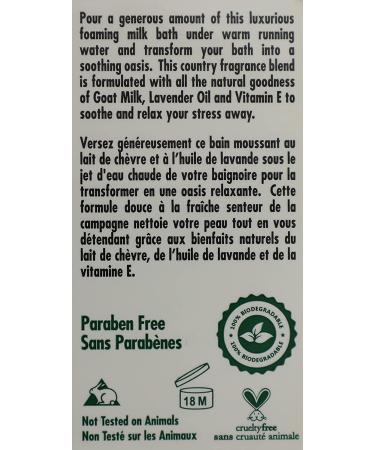 Pour a generous amount of this luxurious
foaming milk bath under warm running
water and transform your bath into a
soothing oasis. This country fragrance blend
is formulated with all the natural goodness
of Goat Milk, Lavender Oil and Vitamin E to
soothe and relax your stress away.
Versez généreusement ce bain moussant au
lait de chèvre et à l'huile de lavande sous le
jet d'eau chaude de votre baignoire pour la
transformer en une oasis relaxante. Cette
formule douce à la fraîche senteur de la
campagne nettoie votre peau tout en vous
détendant grâce aux bienfaits naturels du
lait de chèvre, de l'huile de lavande et de la
vitamine E.
Paraben Free
Sans Parabènes
100% BIODEGRADABLE
100% BIODEGRADABLE
18 M
Not Tested on Animals
Non Testé sur les Animaux
crueltyfree
sans cruauté animale